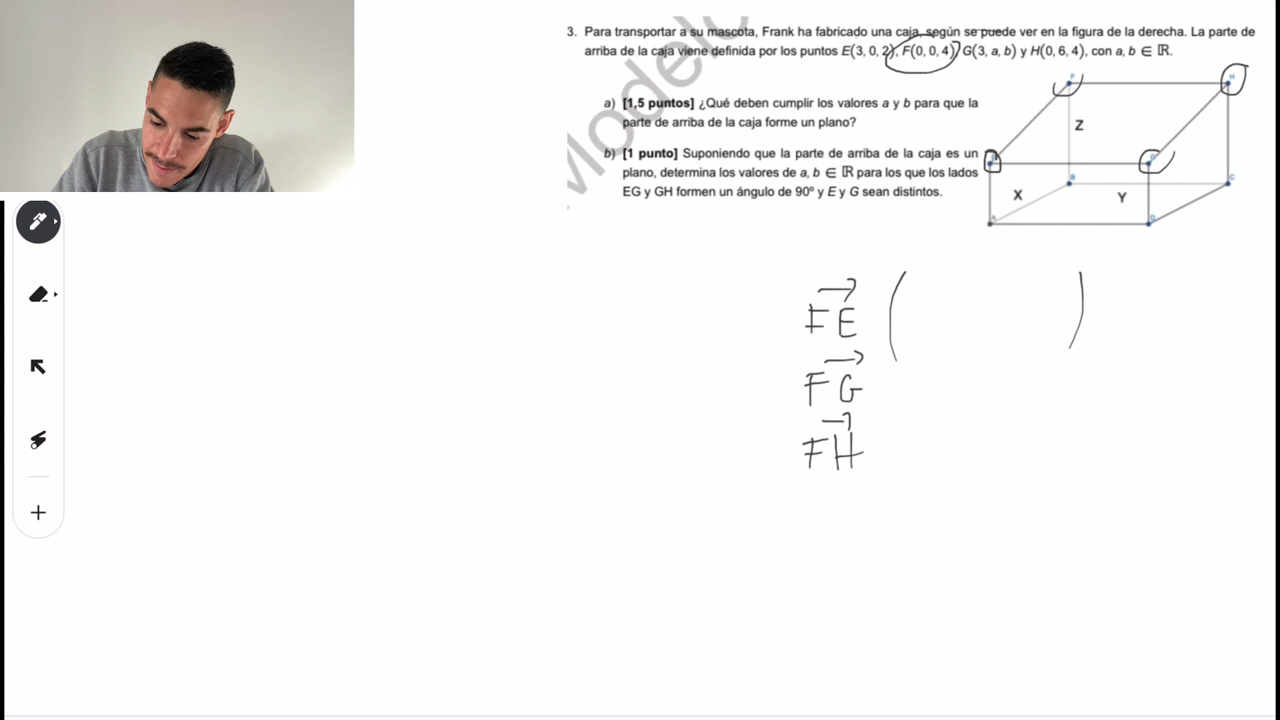 3. Para transportar a su mascota, Frank ha fabricado una caja, según se puede ver en la figura de la derecha. La parte de
arriba de la caja viene definida por los puntos E(3, 0, 2), F(0, 0, 4), G(3, a, b) y H(0, 6, 4), con a, b ∈ ℝ.
a) [1,5 puntos] ¿Qué deben cumplir los valores a y b para que la
parte de arriba de la caja forme un plano?
b) [1 punto] Suponiendo que la parte de arriba de la caja es un
plano, determina los valores de a, b ∈ ℝ para los que los lados
EG y GH formen un ángulo de 90º y E y G sean distintos.
Modelo
F
H
Z
B
C
X
Y
A
D
FE ( )
FG
FH